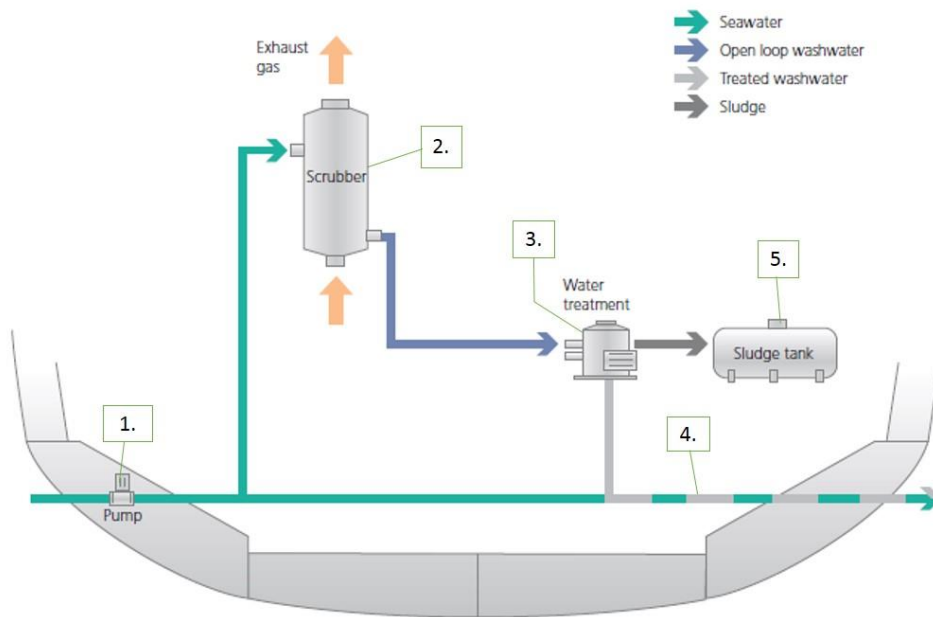 Seawater
Open loop washwater
Treated washwater
Sludge
Exhaust
gas
2.
Scrubber
3.
5.
Water
treatment
Sludge tank
1.
4.
Pump